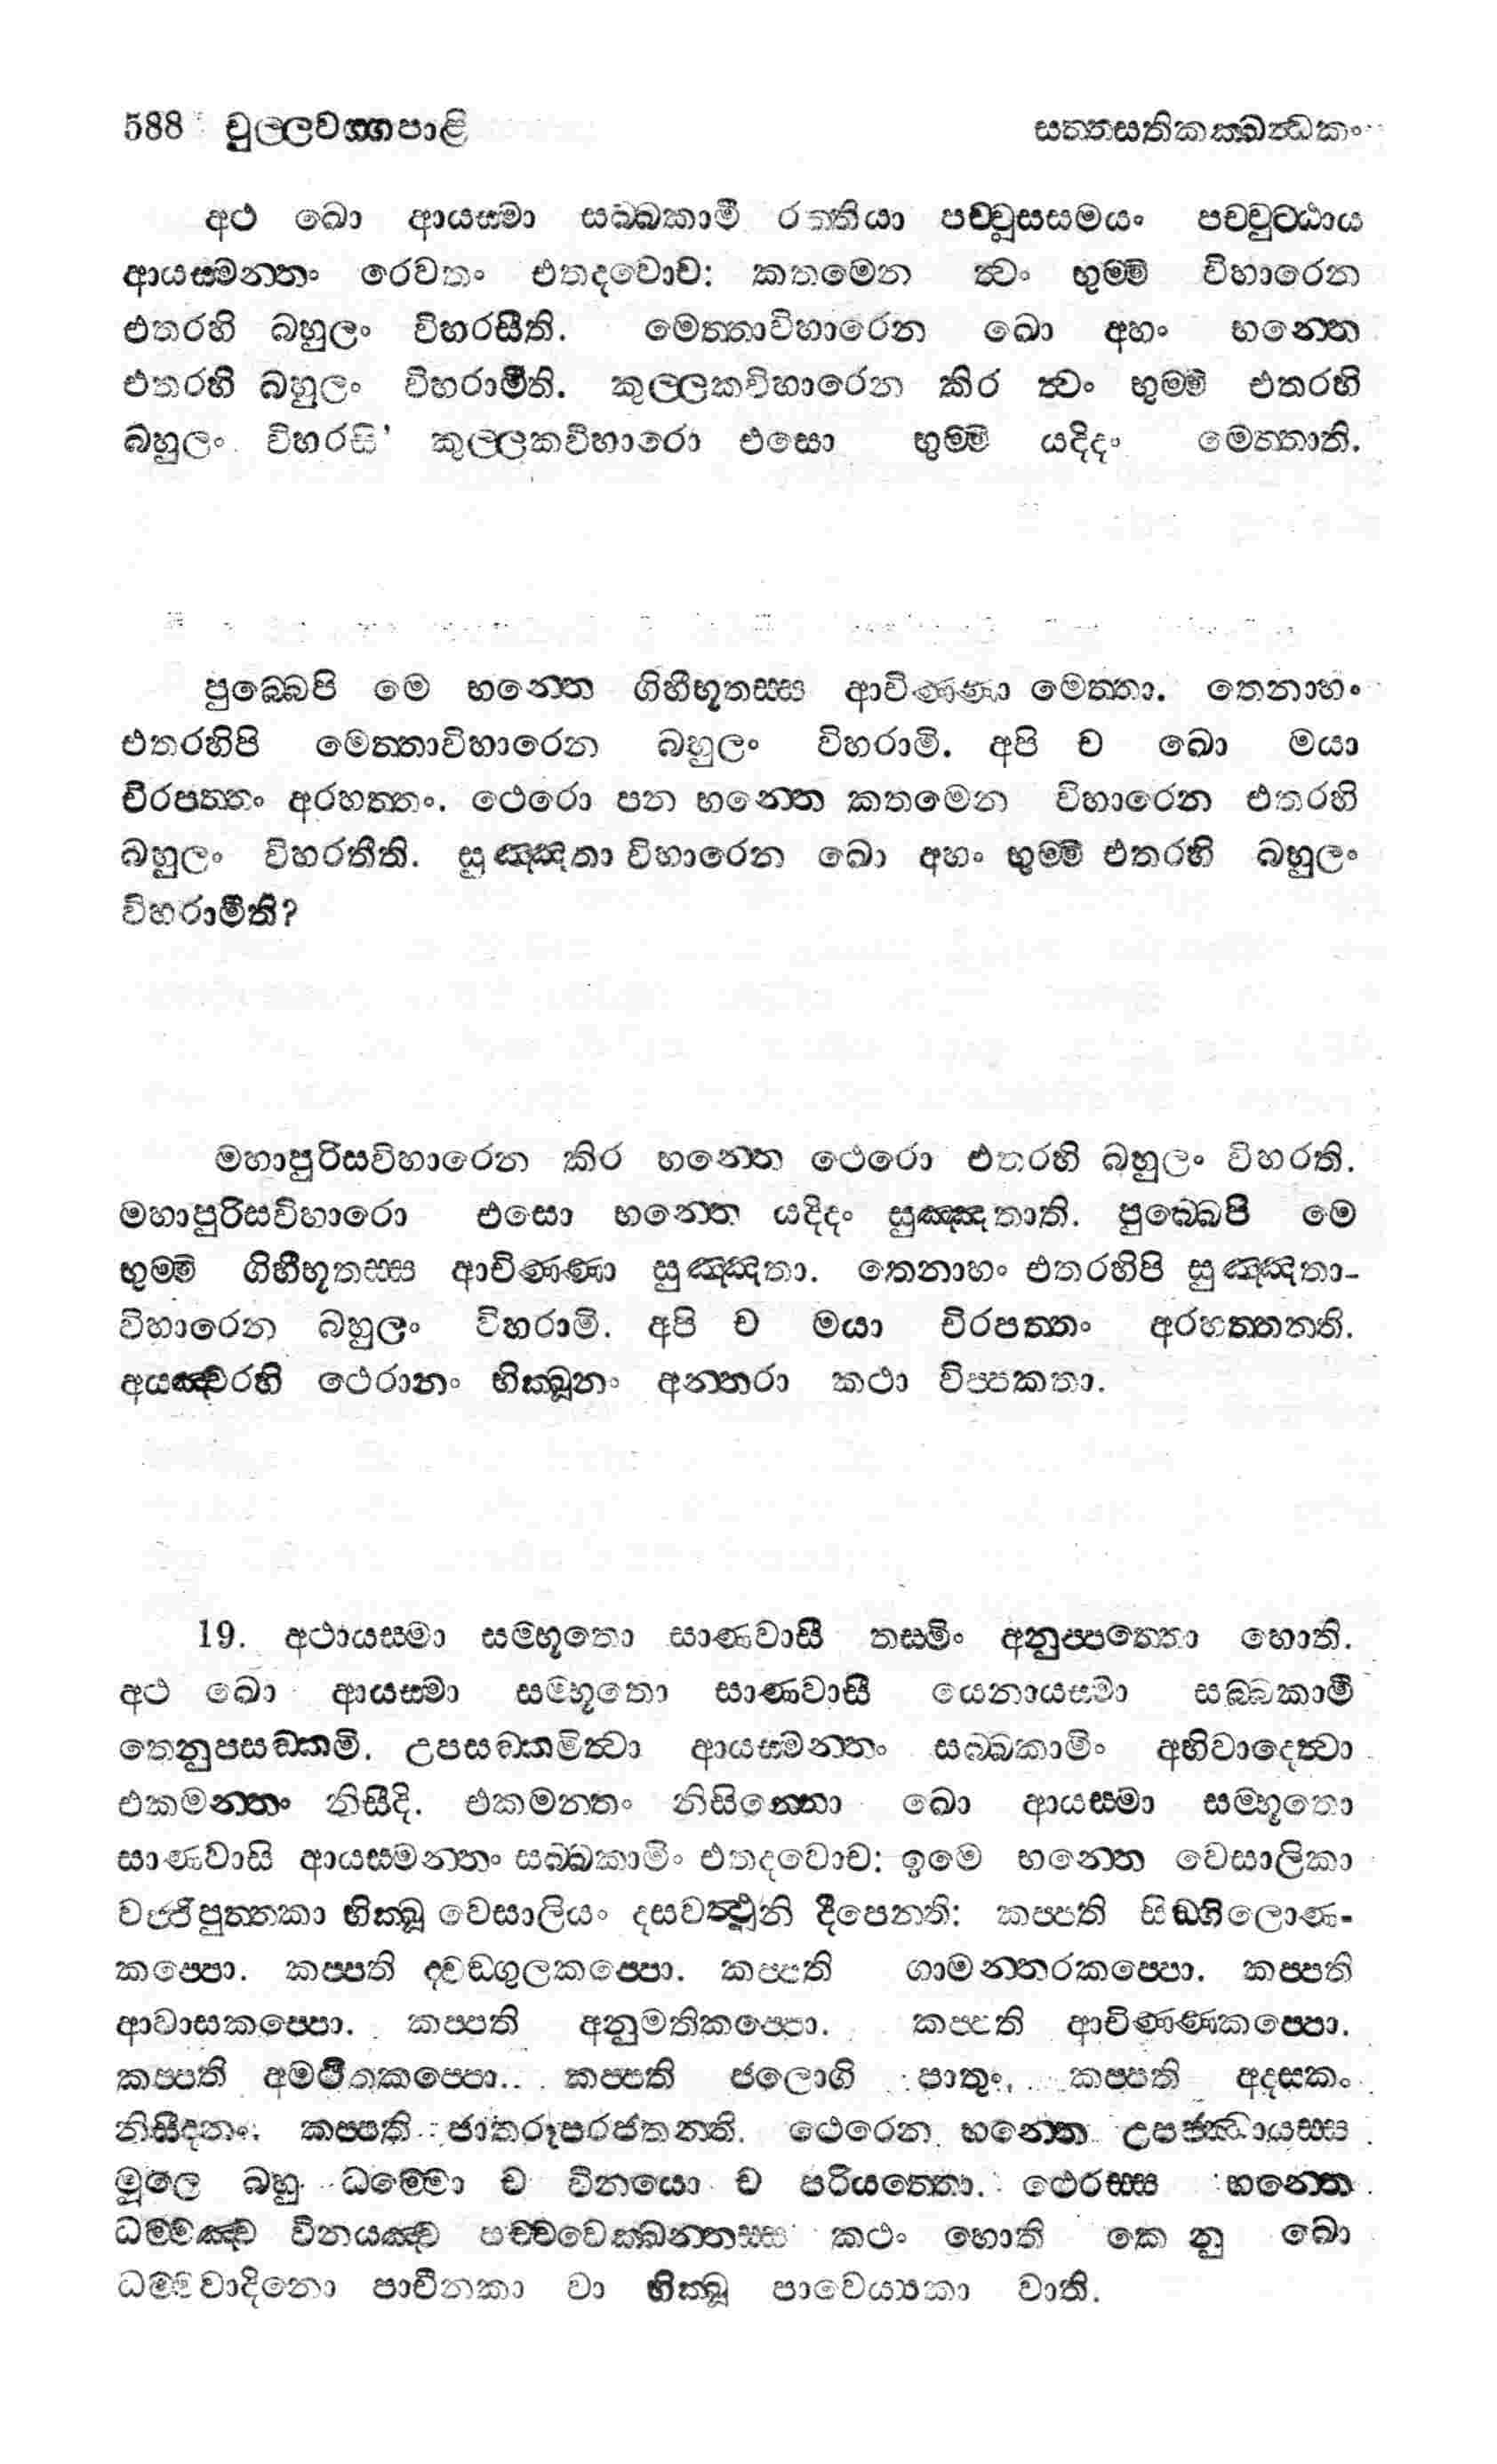 588 චුල්ලවග්ගපාළි සත්තසතිකක්ඛන්ධකං
අථ ඛො ආයස්මා සබ්බකාමී රත්තියා පච්චූසසමයං පච්චුට්ඨාය
ආයස්මන්තං රෙවතං එතදවොච: කතමෙන ත්වං භුම්මි විහාරෙන
එතරහි බහුලං විහරසීති. මෙත්තාවිහාරෙන ඛො අහං භන්තෙ
එතරහි බහුලං විහරාමීති. කුල්ලකවිහාරෙන කිර ත්වං භුම්මි එතරහි
බහුලං විහරසි' කුල්ලකවිහාරො එසො භුම්මි යදිදං මෙත්තාති.
පුබ්බෙපි මෙ භන්තෙ ගිහීභූතස්ස ආචිණ්ණා මෙත්තා. තෙනාහං
එතරහිපි මෙත්තාවිහාරෙන බහුලං විහරාමි. අපි ච ඛො මයා
චිරපත්තං අරහත්තං. ථෙරො පන භන්තෙ කතමෙන විහාරෙන එතරහි
බහුලං විහරතීති. සුඤ්ඤතාවිහාරෙන ඛො අහං භුම්මි එතරහි බහුලං
විහරාමීති?
මහාපුරිසවිහාරෙන කිර භන්තෙ ථෙරො එතරහි බහුලං විහරති.
මහාපුරිසවිහාරො එසො භන්තෙ යදිදං සුඤ්ඤතාති. පුබ්බෙපි මෙ
භුම්මි ගිහීභූතස්ස ආචිණ්ණා සුඤ්ඤතා. තෙනාහං එතරහිපි සුඤ්ඤතා-
විහාරෙන බහුලං විහරාමි. අපි ච මයා චිරපත්තං අරහත්තන්ති.
අයඤ්චරහි ථෙරානං භික්ඛූනං අන්තරා කථා විප්පකතා.
19. අථායස්මා සම්භූතො සාණවාසී තස්මිං අනුප්පත්තො හොති.
අථ ඛො ආයස්මා සම්භූතො සාණවාසී යෙනායස්මා සබ්බකාමී
තෙනුපසඞ්කමි. උපසඞ්කමිත්වා ආයස්මන්තං සබ්බකාමිං අභිවාදෙත්වා
එකමන්තං නිසීදි. එකමන්තං නිසින්නො ඛො ආයස්මා සම්භූතො
සාණවාසි ආයස්මන්තං සබ්බකාමිං එතදවොච: ඉමෙ භන්තෙ වෙසාලිකා
වජ්ජිපුත්තකා භික්ඛූ වෙසාලියං දසවත්ථූනි දීපෙන්ති: කප්පති සිඞ්ගිලොණ-
කප්පො. කප්පති ද්වඞ්ගුලකප්පො. කප්පති ගාමන්තරකප්පො. කප්පති
ආවාසකප්පො. කප්පති අනුමතිකප්පො. කප්පති ආචිණ්ණකප්පො.
කප්පති අමථිතකප්පො. කප්පති ජලොගි පාතුං. කප්පති අදසකං
නිසීදනං. කප්පති ජාතරූපරජතන්ති. ථෙරෙන භන්තෙ උපජ්ඣායස්ස
මූලෙ බහු ධම්මො ච විනයො ච පරියත්තො. ථෙරස්ස භන්තෙ
ධම්මඤ්ච විනයඤ්ච පච්චවෙක්ඛන්තස්ස කථං හොති කෙ නු ඛො
ධම්මවාදිනො පාචීනකා වා භික්ඛූ පාවෙය්‍යකා වාති.